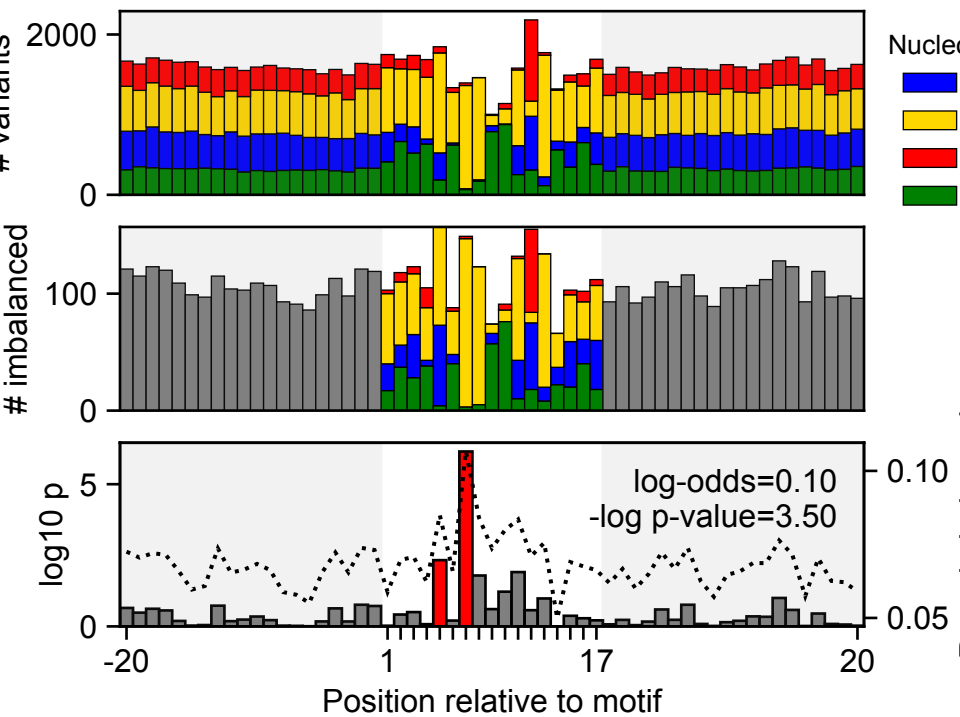 # variants
2000
0
Nucleo
# imbalanced
100
0
log10 p
5
0
log-odds=0.10
-log p-value=3.50
0.10
0.05
-20
1
17
20
Position relative to motif